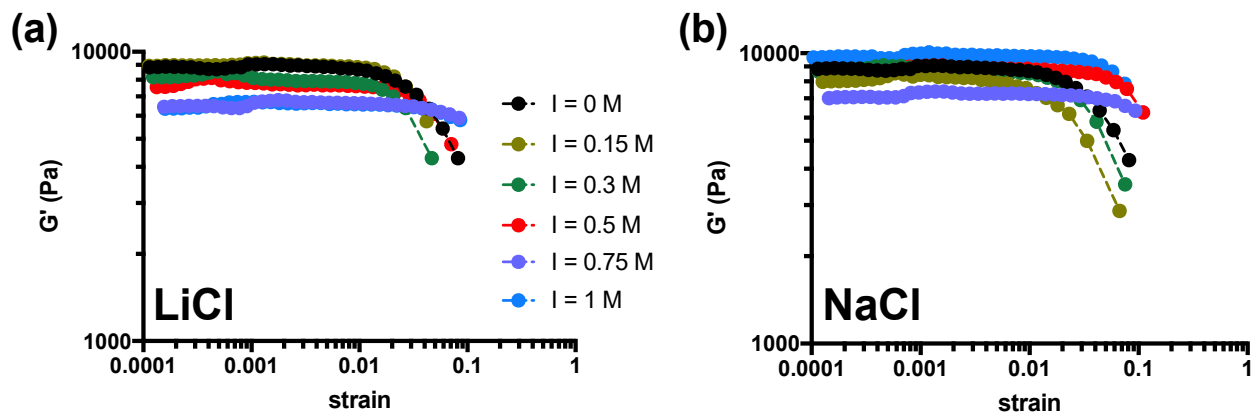 (a)
10000
1000
G' (Pa)
0.0001
0.001
0.01
0.1
1
strain
LiCl
I = 0 M
I = 0.15 M
I = 0.3 M
I = 0.5 M
I = 0.75 M
I = 1 M
(b)
10000
1000
G' (Pa)
0.0001
0.001
0.01
0.1
1
strain
NaCl